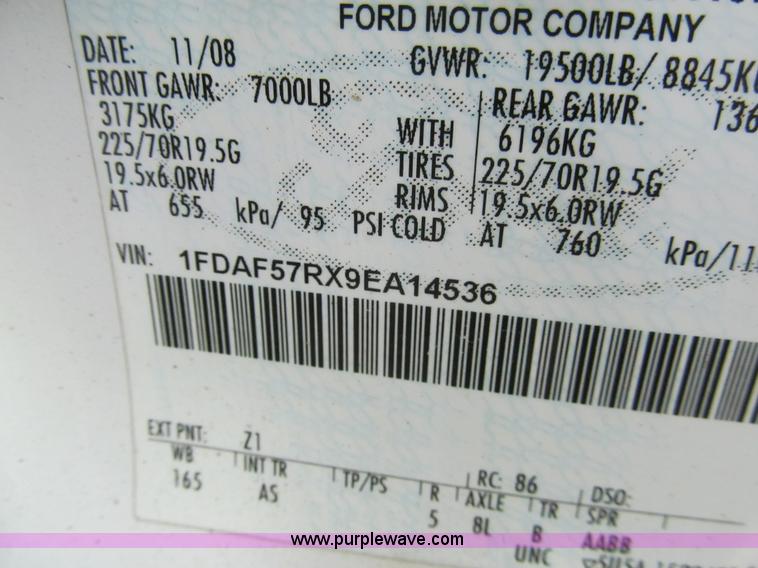 FORD MOTOR COMPANY
DATE: 11/08 GVWR: 19500LB/ 8845KG
FRONT GAWR: 7000LB REAR GAWR: 136
3175KG WITH 6196KG
225/70R19.5G TIRES 225/70R19.5G
19.5x6.0RW RIMS 19.5x6.0RW
AT 655 kPa/ 95 PSI COLD AT 760 kPa/11
VIN: 1FDAF57RX9EA14536
EXT PNT: Z1 RC: 86 DSO:
WB INT TR TP/PS R AXLE TR SPR
165 AS 5 8L B AABB
UNC
www.purplewave.com